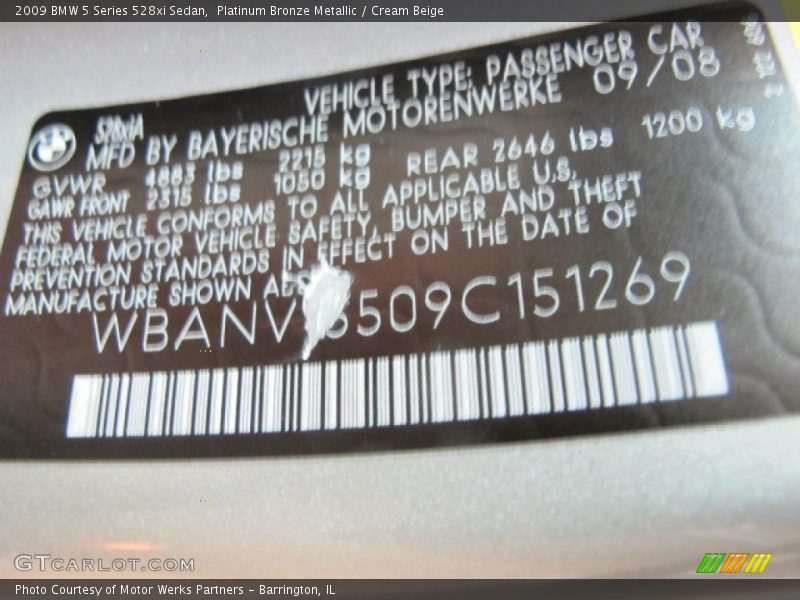 2009 BMW 5 Series 528xi Sedan,  Platinum Bronze Metallic / Cream Beige
528xiA
VEHICLE TYPE: PASSENGER CAR
MFD BY BAYERISCHE MOTORENWERKE 09/08
GVWR 4883 lbs 2215 kg
GAWR FRONT 2315 lbs 1050 kg REAR 2646 lbs 1200 kg
THIS VEHICLE CONFORMS TO ALL APPLICABLE U.S.
FEDERAL MOTOR VEHICLE SAFETY, BUMPER AND THEFT
PREVENTION STANDARDS IN EFFECT ON THE DATE OF
MANUFACTURE SHOWN
GTCARLOT.COM
Photo Courtesy of Motor Werks Partners - Barrington, IL